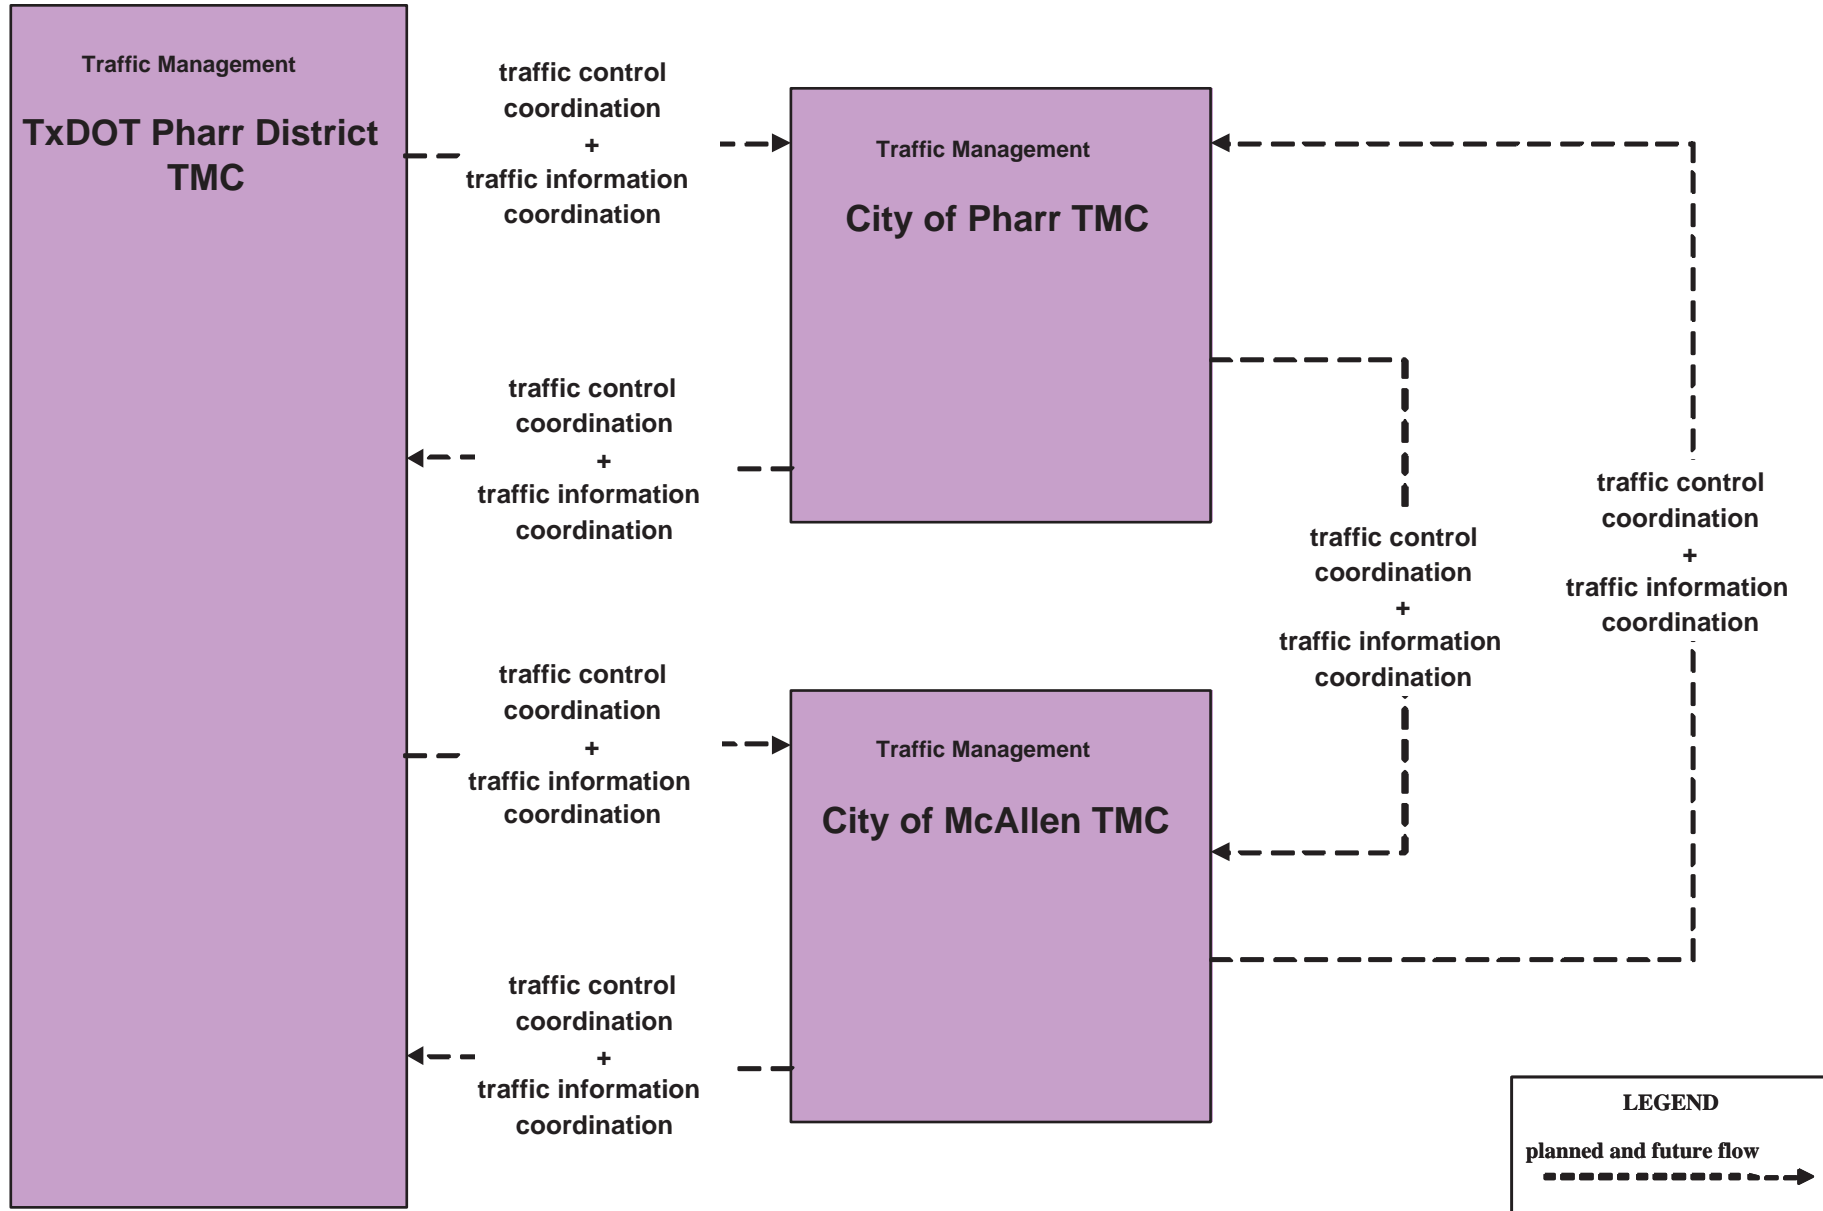 Traffic Management
TxDOT Pharr District
TMC
traffic control
coordination
+
traffic information
coordination
Traffic Management
City of Pharr TMC
traffic control
coordination
+
traffic information
coordination
traffic control
coordination
+
traffic information
coordination
traffic control
coordination
+
traffic information
coordination
traffic control
coordination
+
traffic information
coordination
Traffic Management
City of McAllen TMC
traffic control
coordination
+
traffic information
coordination
LEGEND
planned and future flow